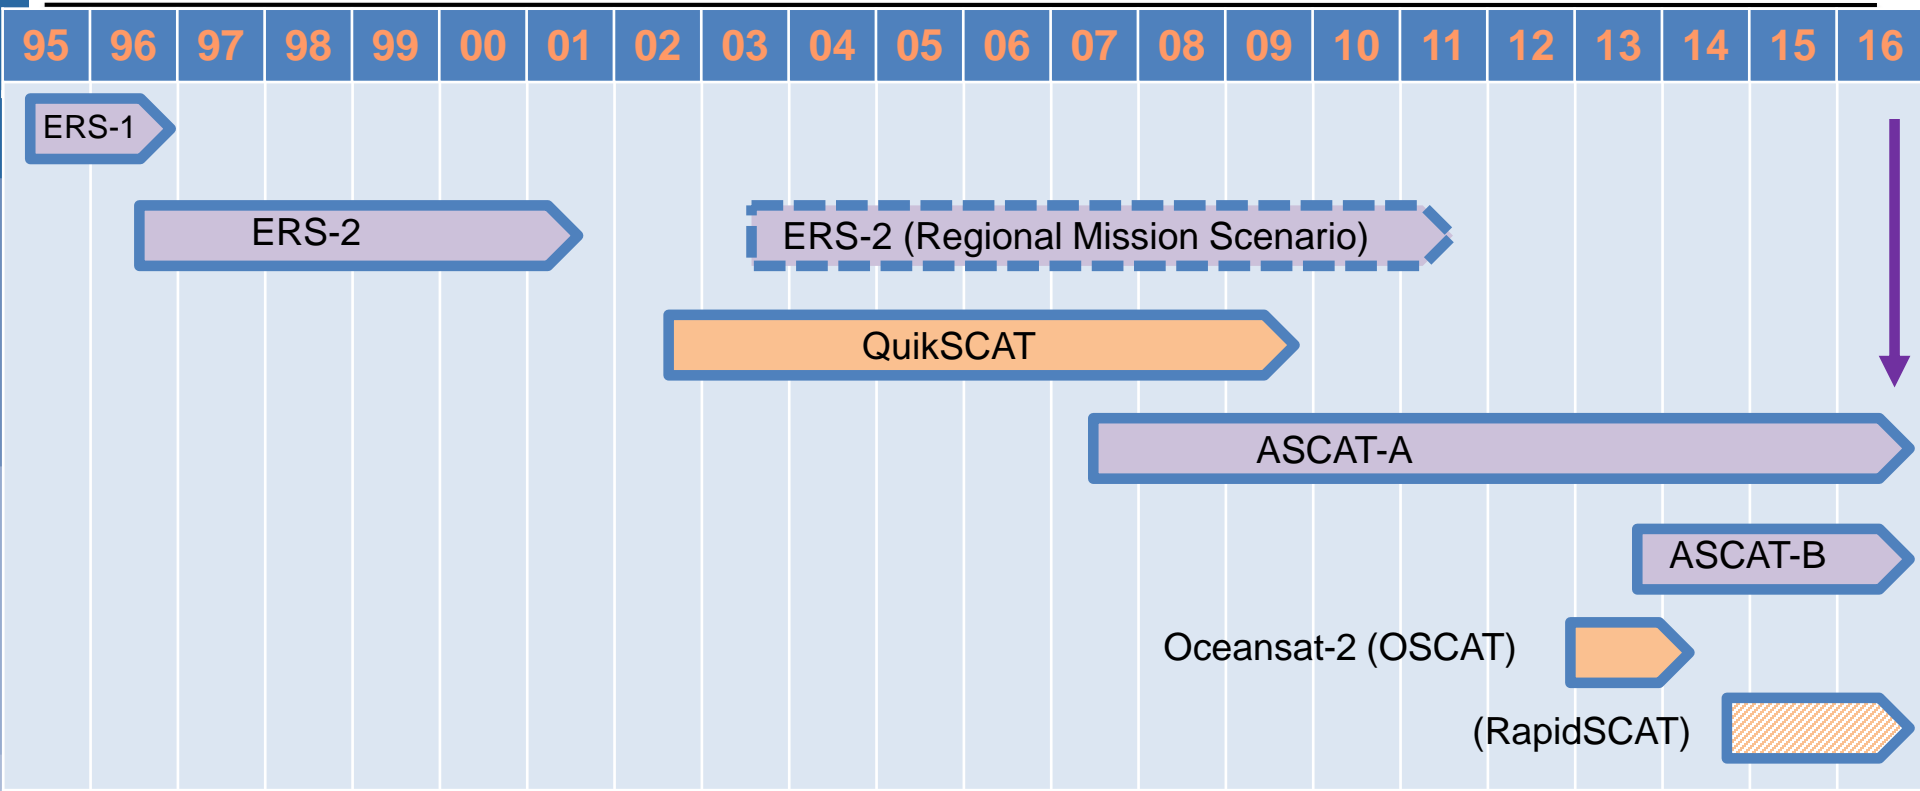 95 96 97 98 99 00 01 02 03 04 05 06 07 08 09 10 11 12 13 14 15 16
ERS-1
ERS-2
ERS-2 (Regional Mission Scenario)
QuikSCAT
ASCAT-A
ASCAT-B
Oceansat-2 (OSCAT)
(RapidSCAT)